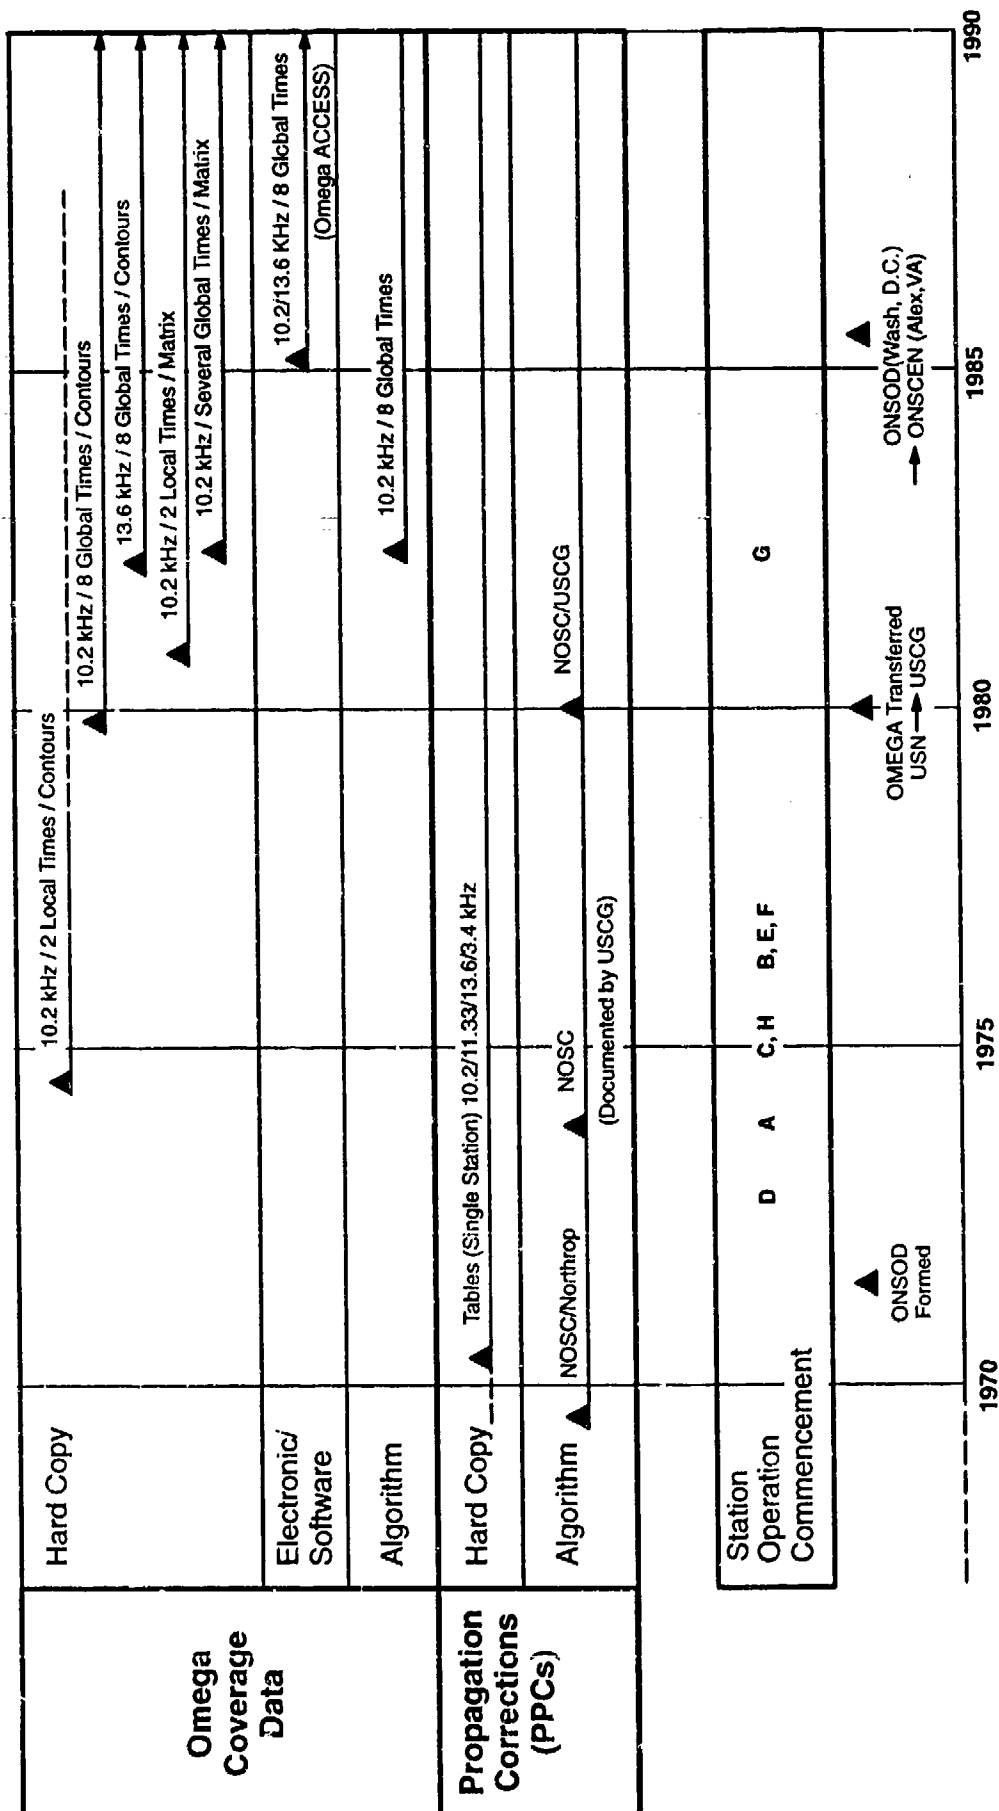 Omega
Coverage
Data
Hard Copy
10.2 kHz / 2 Local Times / Contours
10.2 kHz / 8 Global Times / Contours
13.6 kHz / 8 Global Times / Contours
10.2 kHz / 2 Local Times / Matrix
10.2 kHz / Several Global Times / Matrix
Electronic/
Software
10.2/13.6 KHz / 8 Global Times
(Omega ACCESS)
Algorithm
10.2 kHz / 8 Global Times
Propagation
Corrections
(PPCs)
Hard Copy
Tables (Single Station) 10.2/11.33/13.6/3.4 kHz
Algorithm
NOSC/Northrop
NOSC
NOSC/USCG
(Documented by USCG)
Station
Operation
Commencement
D A C, H B, E, F G
ONSOD
Formed
OMEGA Transferred
USN → USCG
ONSOD(Wash, D.C.)
→ ONSCEN (Alex,VA)
1970 1975 1980 1985 1990